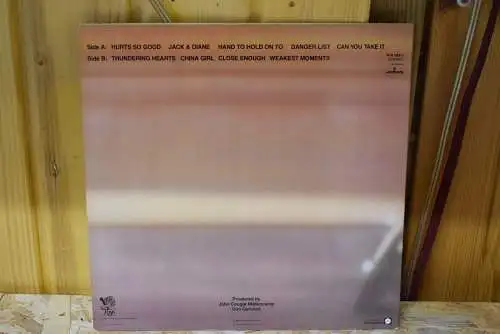 Side A: HURTS SO GOOD JACK & DIANE HAND TO HOLD ON TO DANGER LIST CAN YOU TAKE IT
Side B: THUNDERING HEARTS CHINA GIRL CLOSE ENOUGH WEAKEST MOMENTS
Produced by
John Cougar Mellencamp
Don Gehman